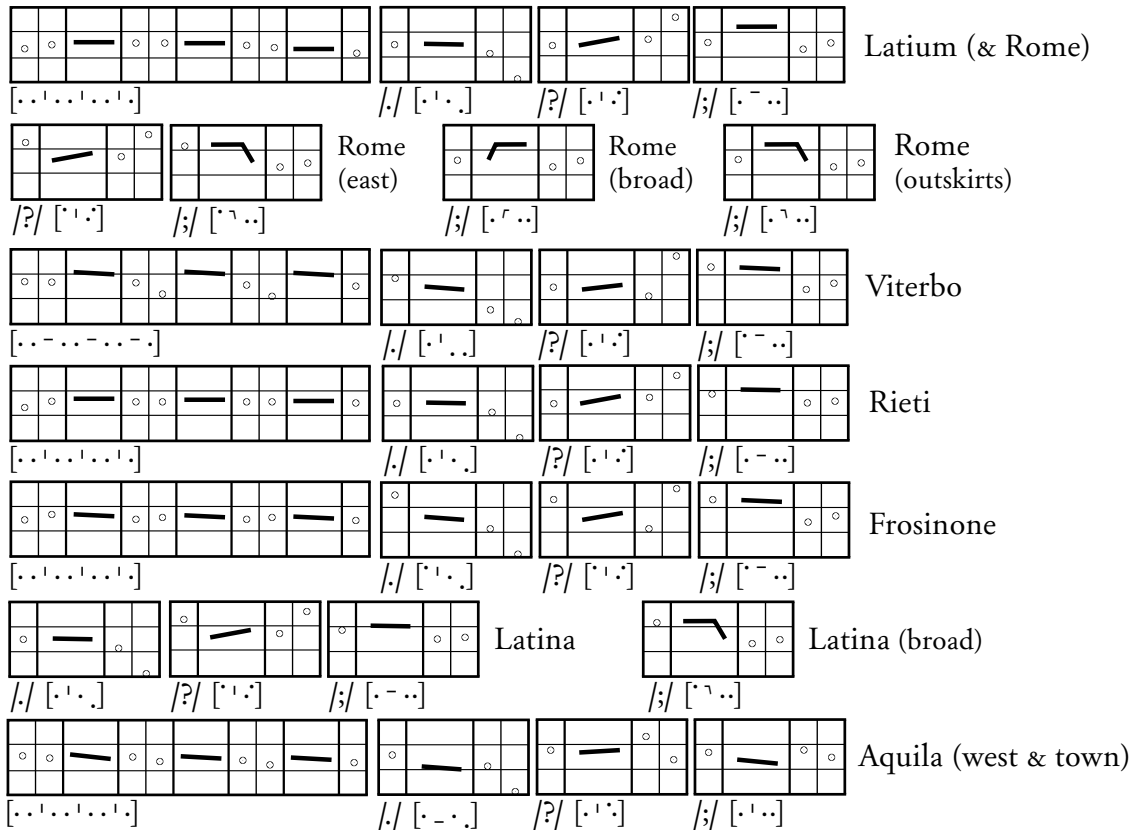 Latium (& Rome)
[··ˈ··ˈ··ˈ·] /./ [·ˈ·.] /?/ [·ˈ·˙] /;/ [·ˉ··]
Rome (east)
Rome (broad)
Rome (outskirts)
/?/ [˙ˈ·˙] /;/ [˙˺··] /;/ [·⸢··] /;/ [·˺··]
Viterbo
[··ˉ··ˉ··ˉ·] /./ [·ˈ..] /?/ [·ˈ·˙] /;/ [˙ˉ··]
Rieti
[··ˈ··ˈ··ˈ·] /./ [·ˈ·.] /?/ [·ˈ·˙] /;/ [·ˉ··]
Frosinone
[··ˈ··ˈ··ˈ·] /./ [˙ˈ·.] /?/ [˙ˈ·˙] /;/ [˙ˉ··]
Latina
Latina (broad)
/./ [·ˈ·.] /?/ [˙ˈ·˙] /;/ [·ˉ··] /;/ [˙˺··]
Aquila (west & town)
[··ˈ··ˈ··ˈ·] /./ [·ˍ·.] /?/ [·ˈ˙·] /;/ [·ˈ··]